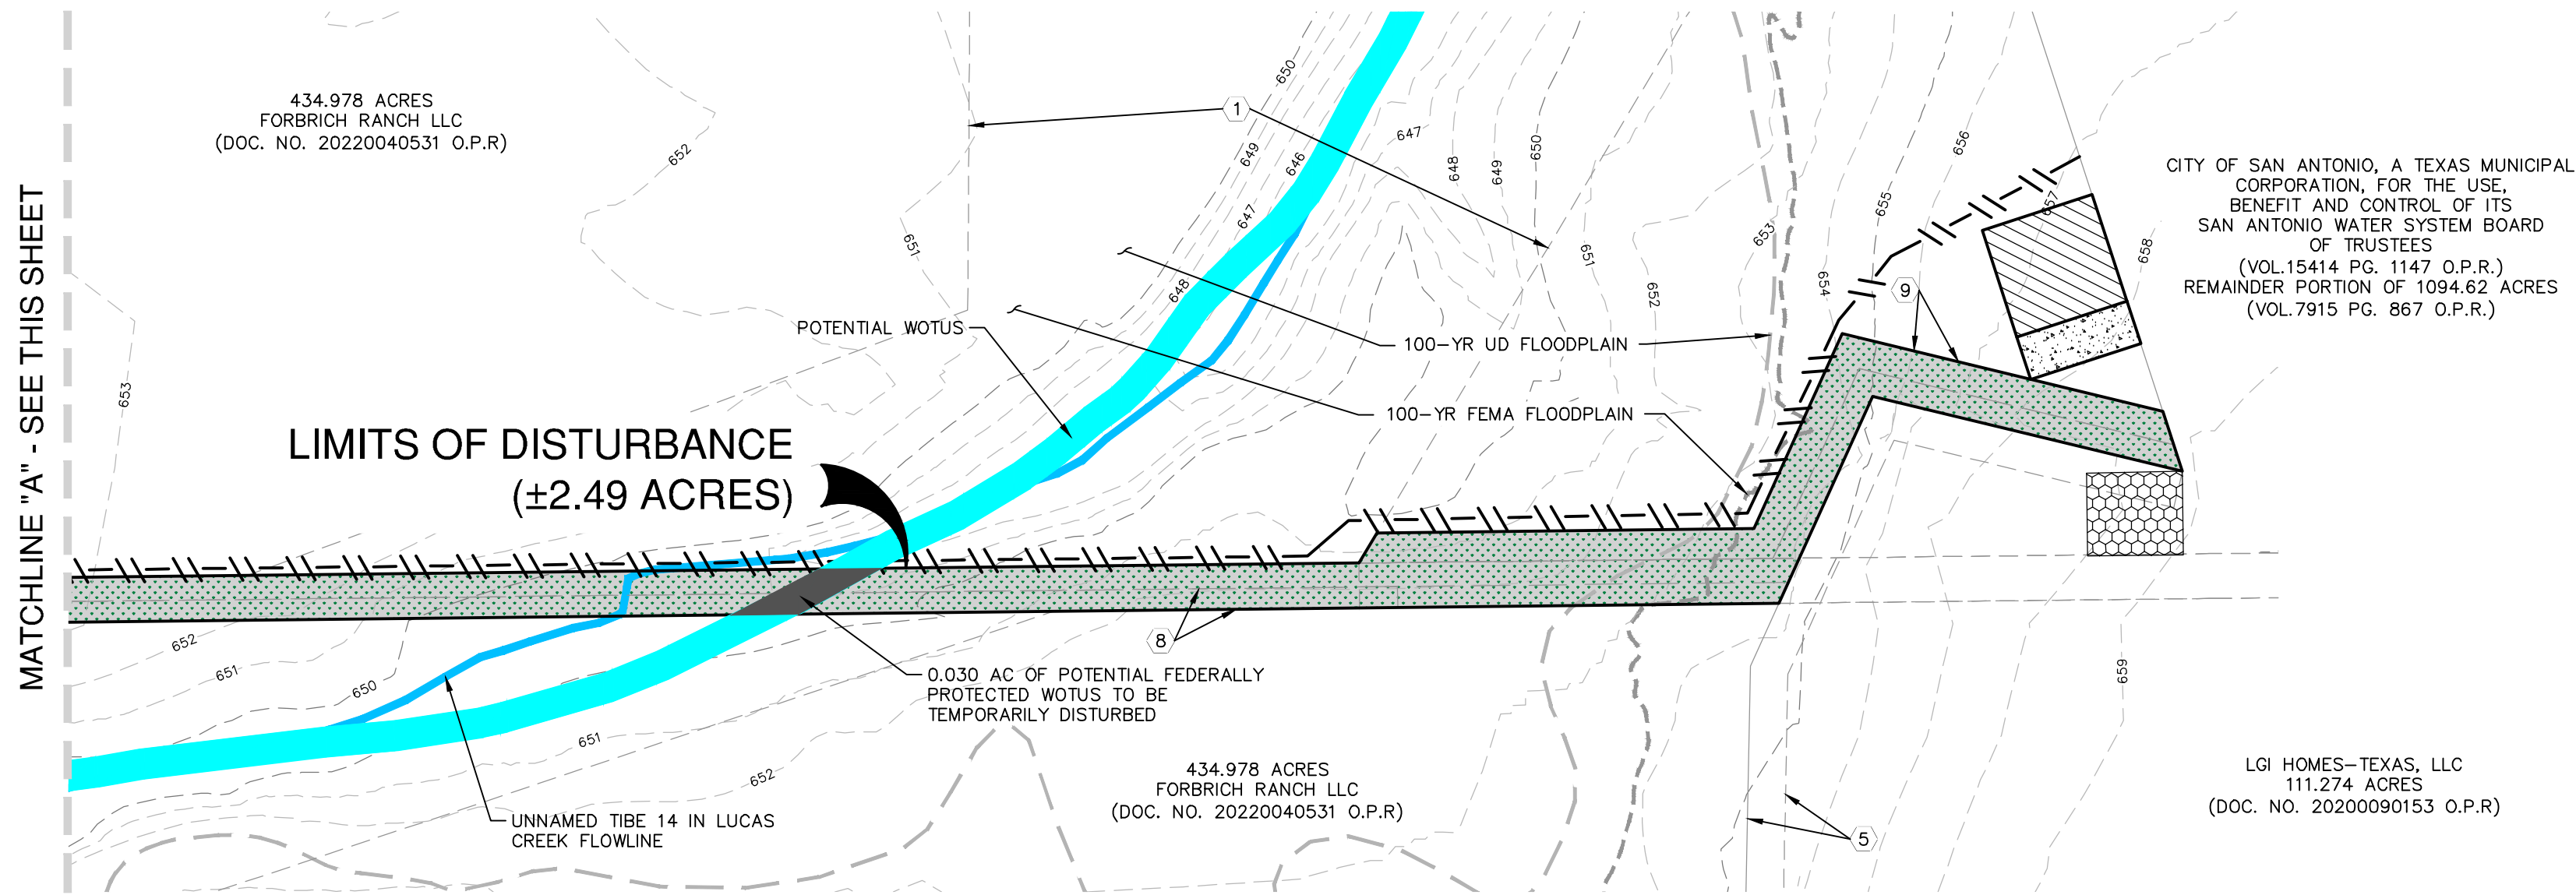 MATCHLINE "A" - SEE THIS SHEET
434.978 ACRES
FORBRICH RANCH LLC
(DOC. NO. 20220040531 O.P.R)
652
651
653
650
649
646
647
648
1
647
648
649
650
651
652
653
654
655
656
657
658
659
CITY OF SAN ANTONIO, A TEXAS MUNICIPAL
CORPORATION, FOR THE USE,
BENEFIT AND CONTROL OF ITS
SAN ANTONIO WATER SYSTEM BOARD
OF TRUSTEES
(VOL.15414 PG. 1147 O.P.R.)
REMAINDER PORTION OF 1094.62 ACRES
(VOL.7915 PG. 867 O.P.R.)
9
POTENTIAL WOTUS
100-YR UD FLOODPLAIN
100-YR FEMA FLOODPLAIN
LIMITS OF DISTURBANCE
(±2.49 ACRES)
8
652
651
650
651
652
0.030 AC OF POTENTIAL FEDERALLY
PROTECTED WOTUS TO BE
TEMPORARILY DISTURBED
UNNAMED TIBE 14 IN LUCAS
CREEK FLOWLINE
434.978 ACRES
FORBRICH RANCH LLC
(DOC. NO. 20220040531 O.P.R)
5
LGI HOMES-TEXAS, LLC
111.274 ACRES
(DOC. NO. 20200090153 O.P.R)